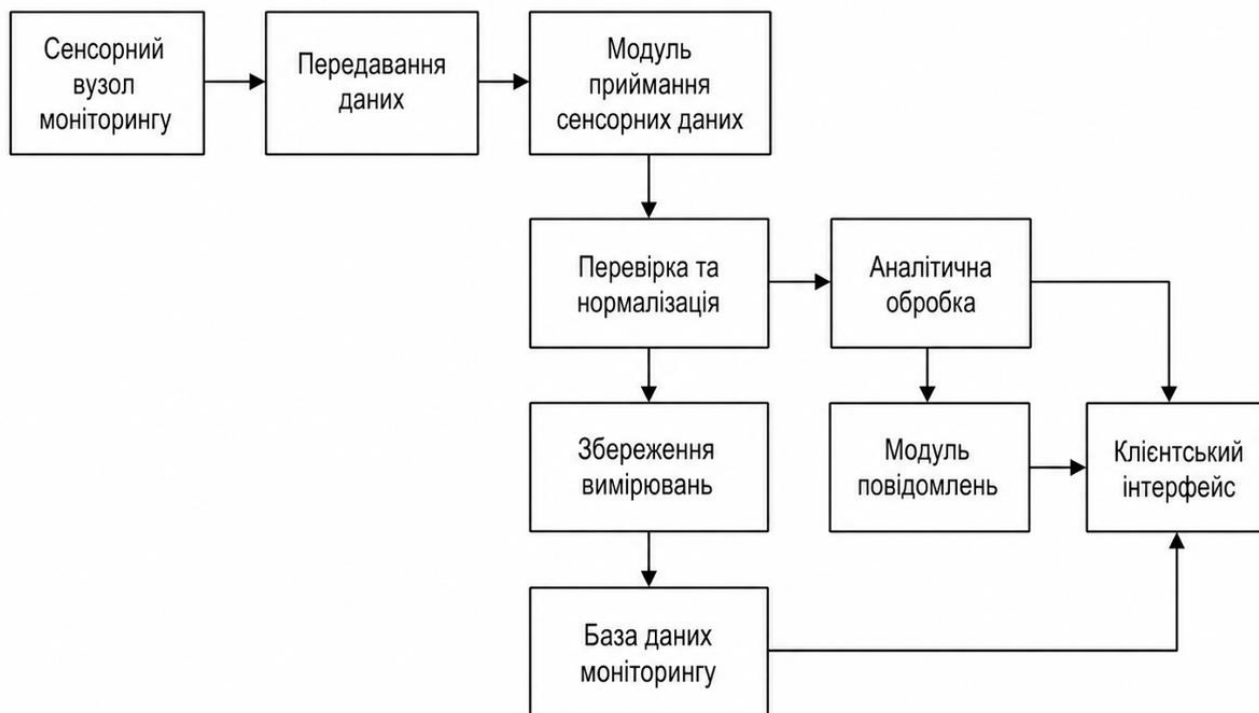 Сенсорний
вузол
моніторингу
Передавання
даних
Модуль
приймання
сенсорних даних
Перевірка та
нормалізація
Аналітична
обробка
Збереження
вимірювань
Модуль
повідомлень
Клієнтський
інтерфейс
База даних
моніторингу